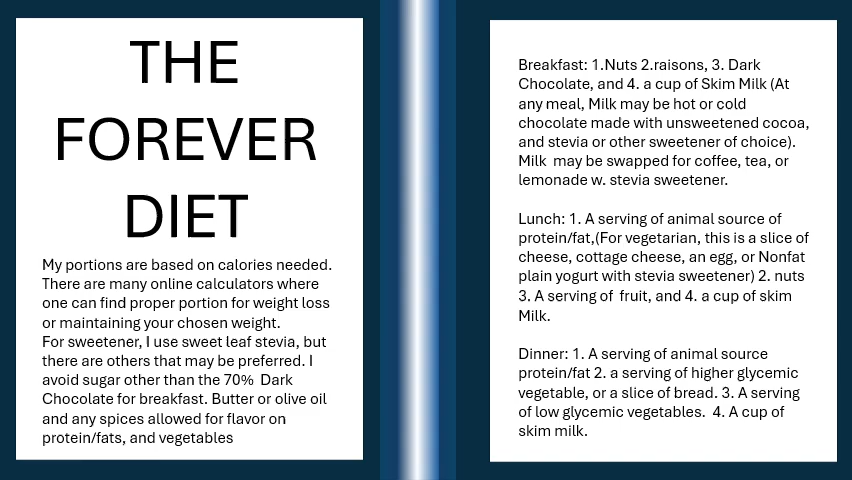 THE
FOREVER
DIET
My portions are based on calories needed.
There are many online calculators where
one can find proper portion for weight loss
or maintaining your chosen weight.
For sweetener, I use sweet leaf stevia, but
there are others that may be preferred. I
avoid sugar other than the 70% Dark
Chocolate for breakfast. Butter or olive oil
and any spices allowed for flavor on
protein/fats, and vegetables
Breakfast: 1.Nuts 2.raisons, 3. Dark
Chocolate, and 4. a cup of Skim Milk (At
any meal, Milk may be hot or cold
chocolate made with unsweetened cocoa,
and stevia or other sweetener of choice).
Milk may be swapped for coffee, tea, or
lemonade w. stevia sweetener.
Lunch: 1. A serving of animal source of
protein/fat,(For vegetarian, this is a slice of
cheese, cottage cheese, an egg, or Nonfat
plain yogurt with stevia sweetener) 2. nuts
3. A serving of fruit, and 4. a cup of skim
Milk.
Dinner: 1. A serving of animal source
protein/fat 2. a serving of higher glycemic
vegetable, or a slice of bread. 3. A serving
of low glycemic vegetables. 4. A cup of
skim milk.